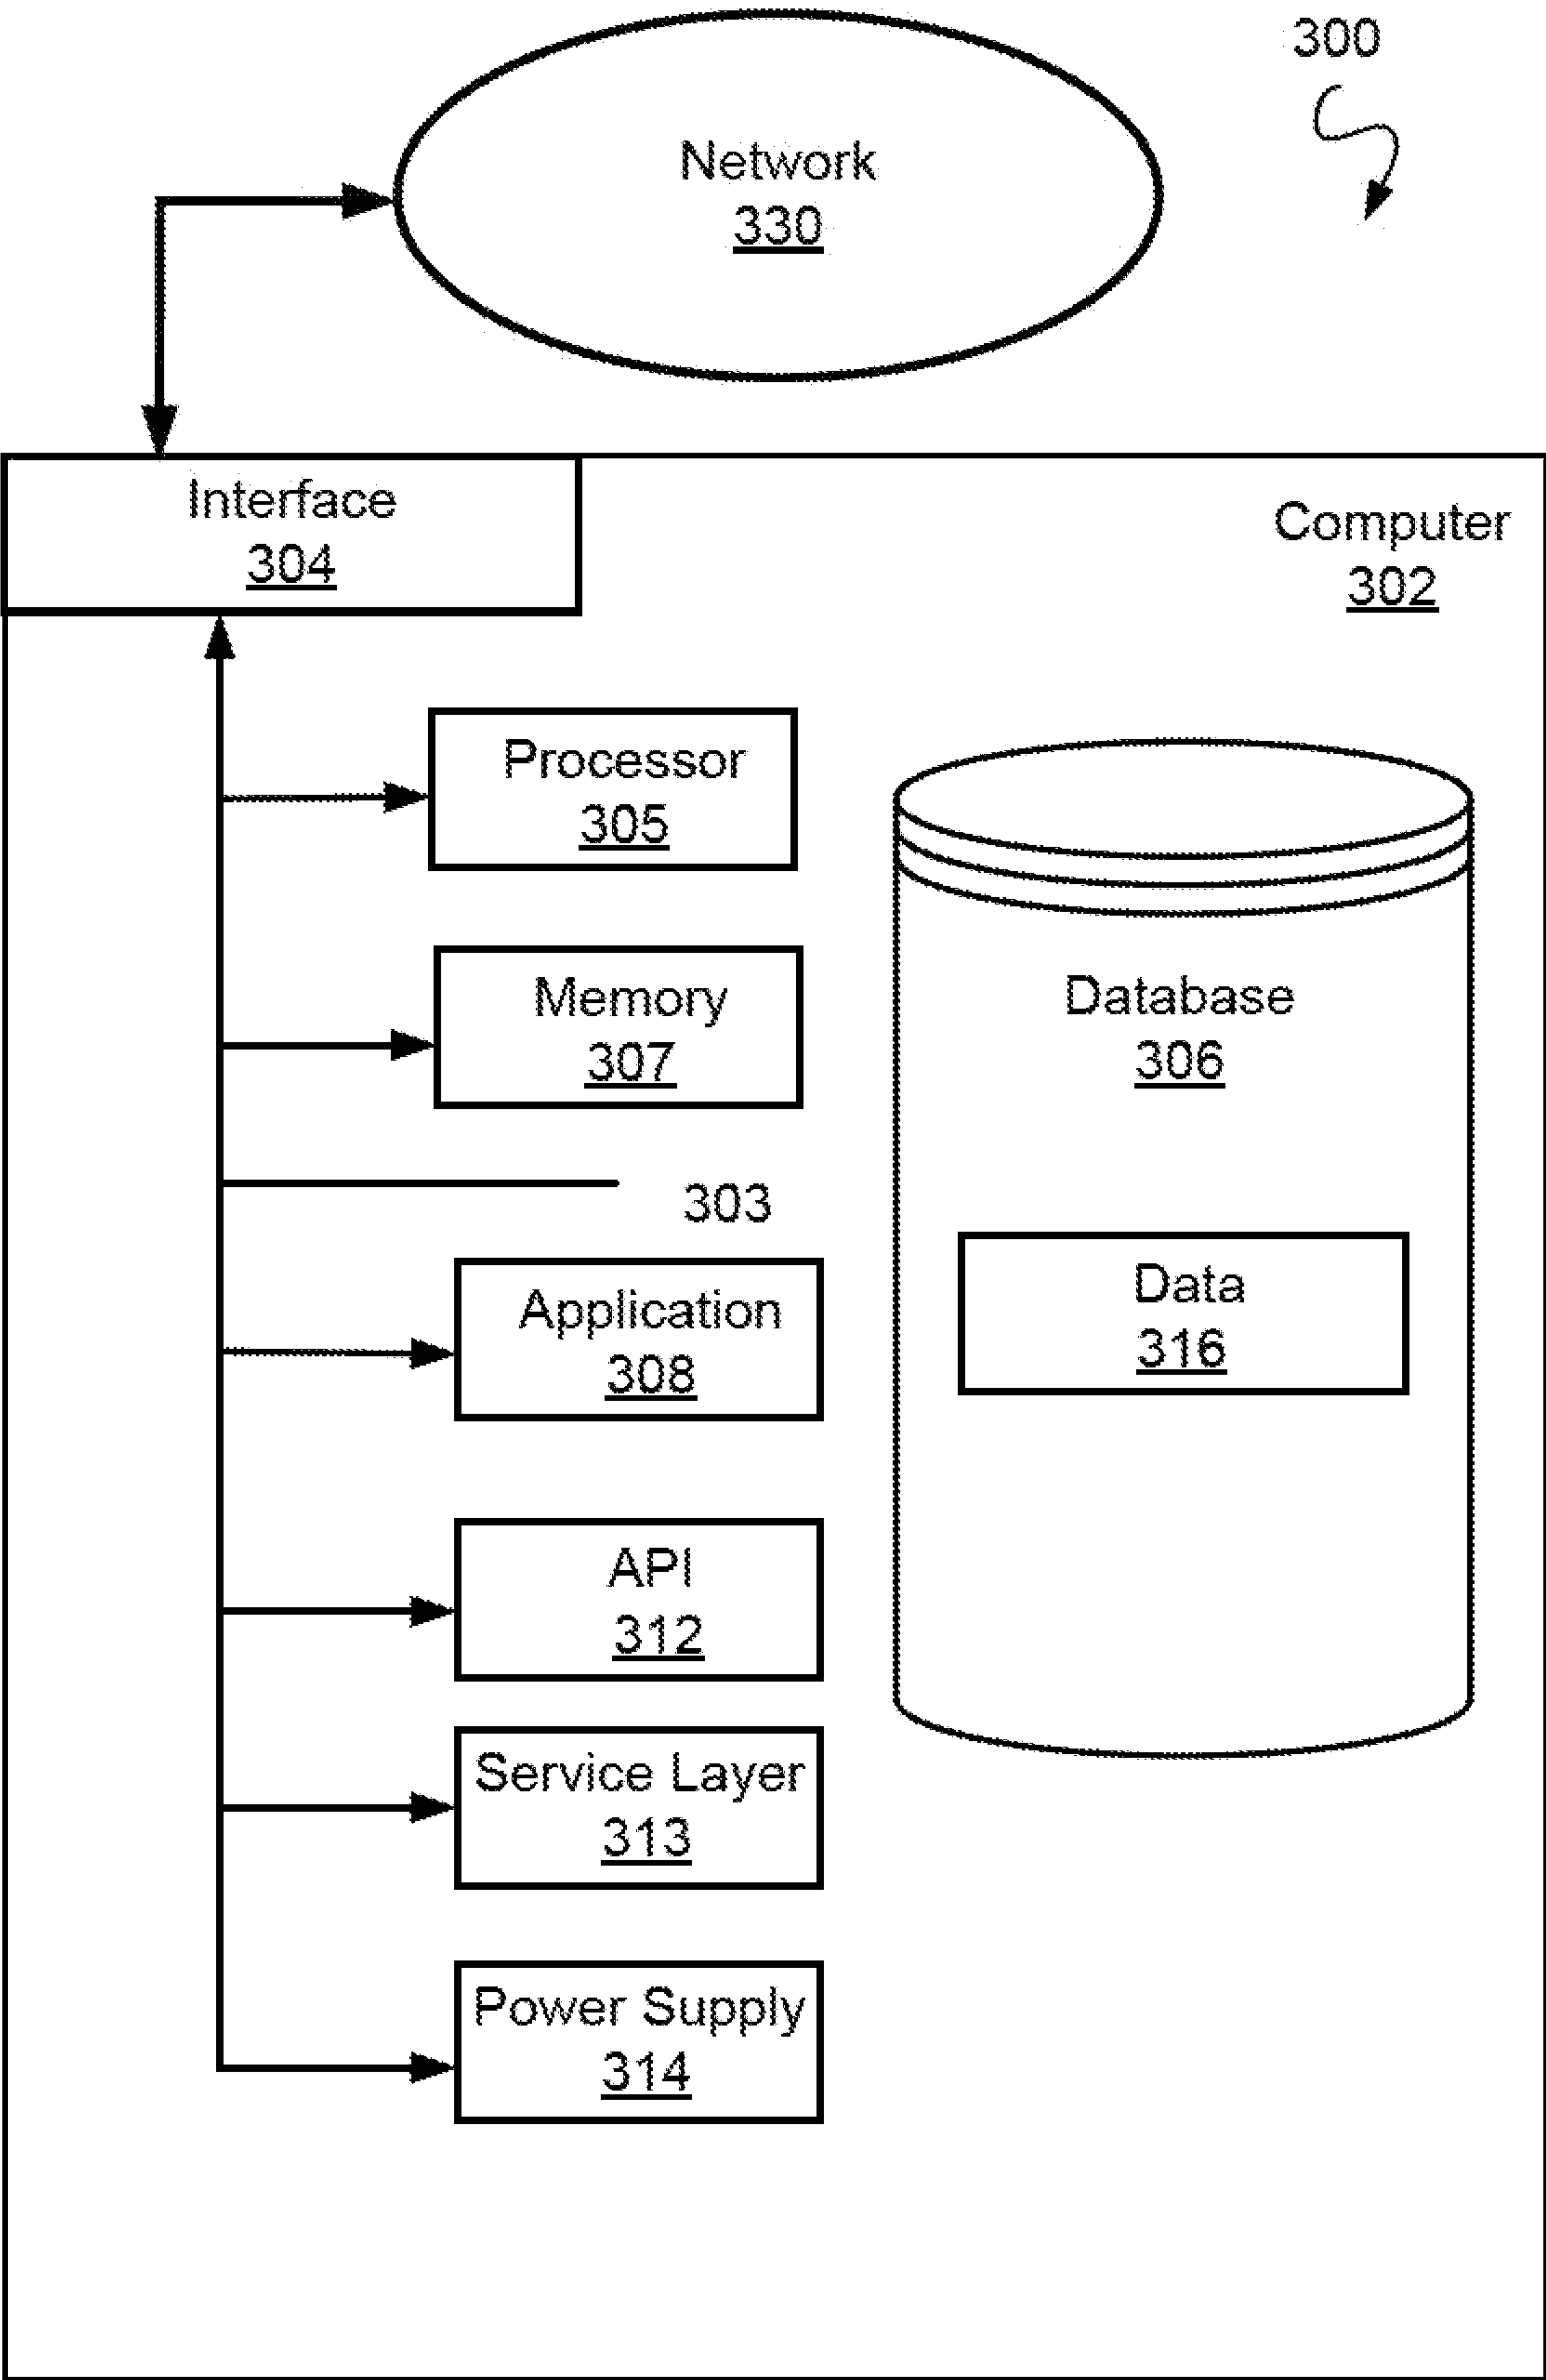 300
Network
330
Interface
304
Computer
302
Processor
305
Memory
307
Database
306
303
Data
316
Application
308
API
312
Service Layer
313
Power Supply
314